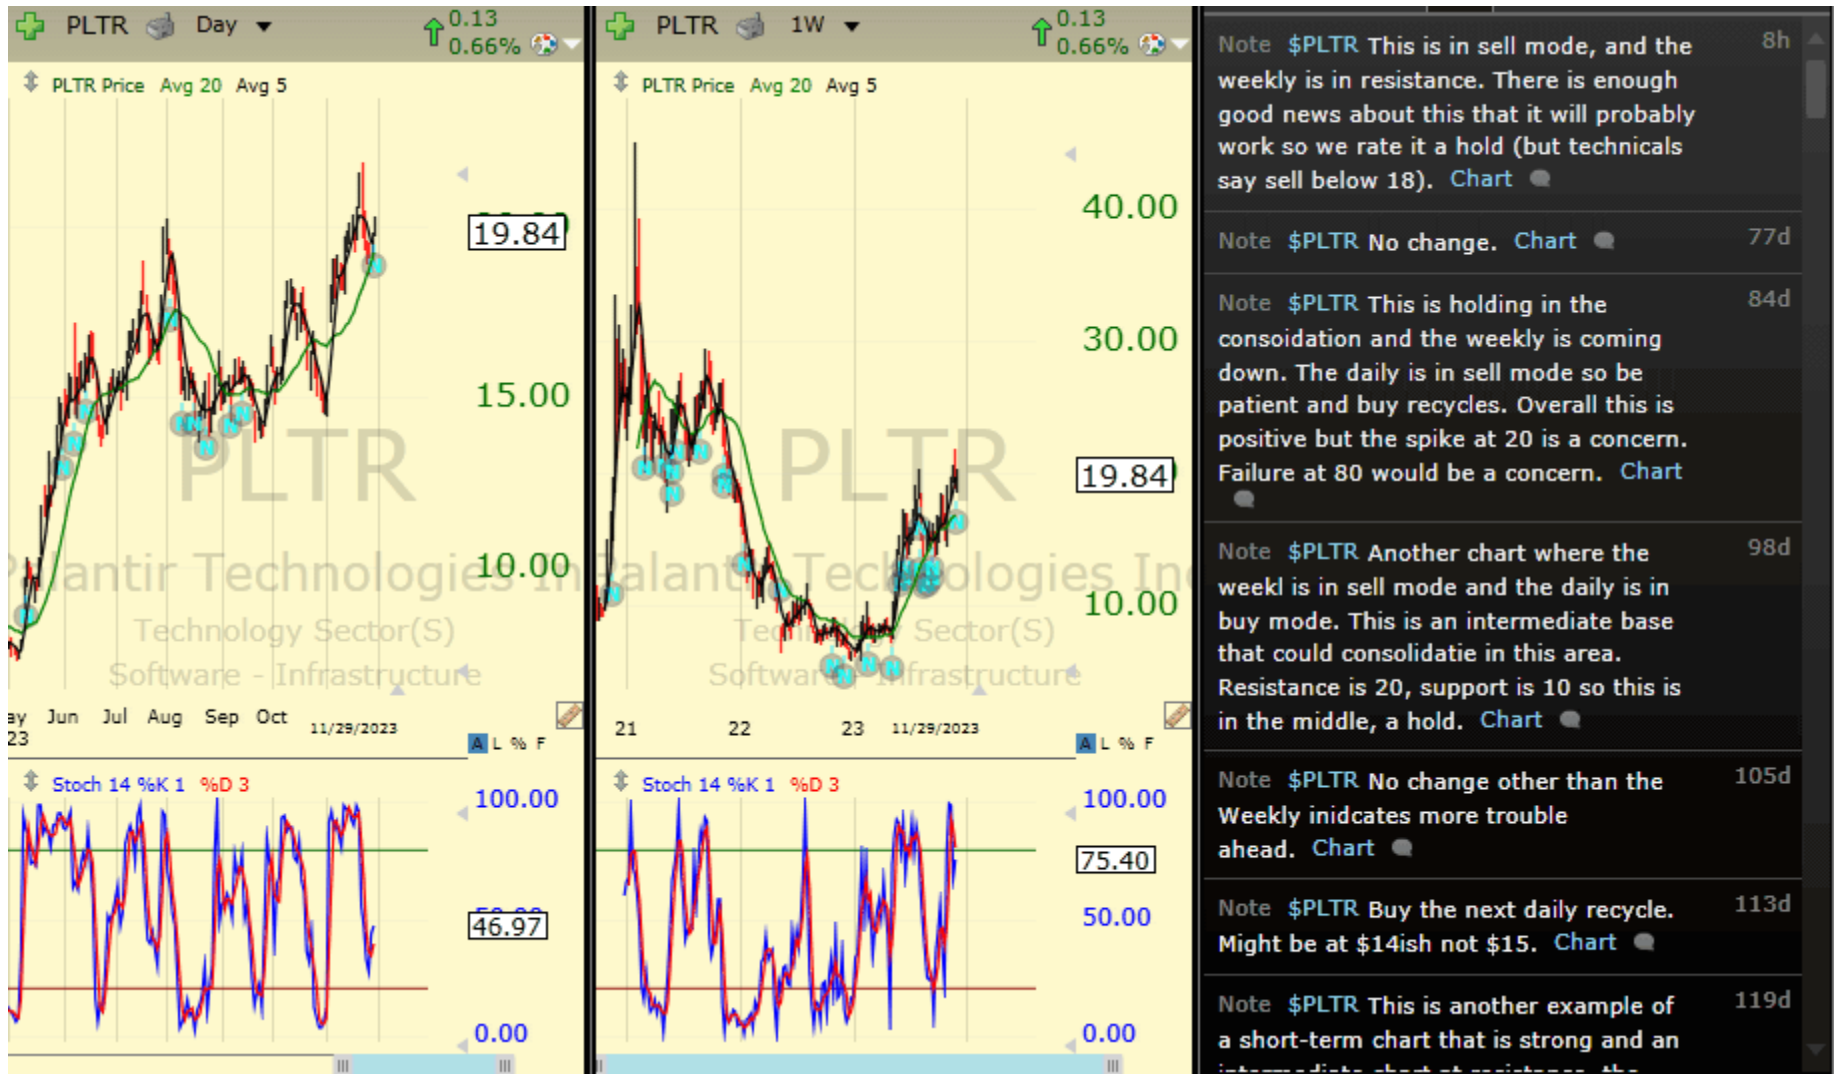 PLTR Day
0.13
0.66%
PLTR Price Avg 20 Avg 5
19.84
15.00
10.00
PLTR
Technologies In
Technology Sector(S)
Software - Infrastructure
Jun Jul Aug Sep Oct
23
11/29/2023
A L % F
Stoch 14 %K 1 %D 3
100.00
46.97
0.00
PLTR 1W
0.13
0.66%
PLTR Price Avg 20 Avg 5
40.00
30.00
19.84
10.00
PLTR
Technology Sector(S)
Software - Infrastructure
21 22 23 11/29/2023
A L % F
Stoch 14 %K 1 %D 3
100.00
75.40
50.00
0.00
Note $PLTR This is in sell mode, and the 8h
weekly is in resistance. There is enough
good news about this that it will probably
work so we rate it a hold (but technicals
say sell below 18). Chart
Note $PLTR No change. Chart 77d
Note $PLTR This is holding in the 84d
consoidation and the weekly is coming
down. The daily is in sell mode so be
patient and buy recycles. Overall this is
positive but the spike at 20 is a concern.
Failure at 80 would be a concern. Chart
Note $PLTR Another chart where the 98d
weekl is in sell mode and the daily is in
buy mode. This is an intermediate base
that could consolidatie in this area.
Resistance is 20, support is 10 so this is
in the middle, a hold. Chart
Note $PLTR No change other than the 105d
Weekly inidcates more trouble
ahead. Chart
Note $PLTR Buy the next daily recycle. 113d
Might be at $14ish not $15. Chart
Note $PLTR This is another example of 119d
a short-term chart that is strong and an
intermediate chart at resistance, the